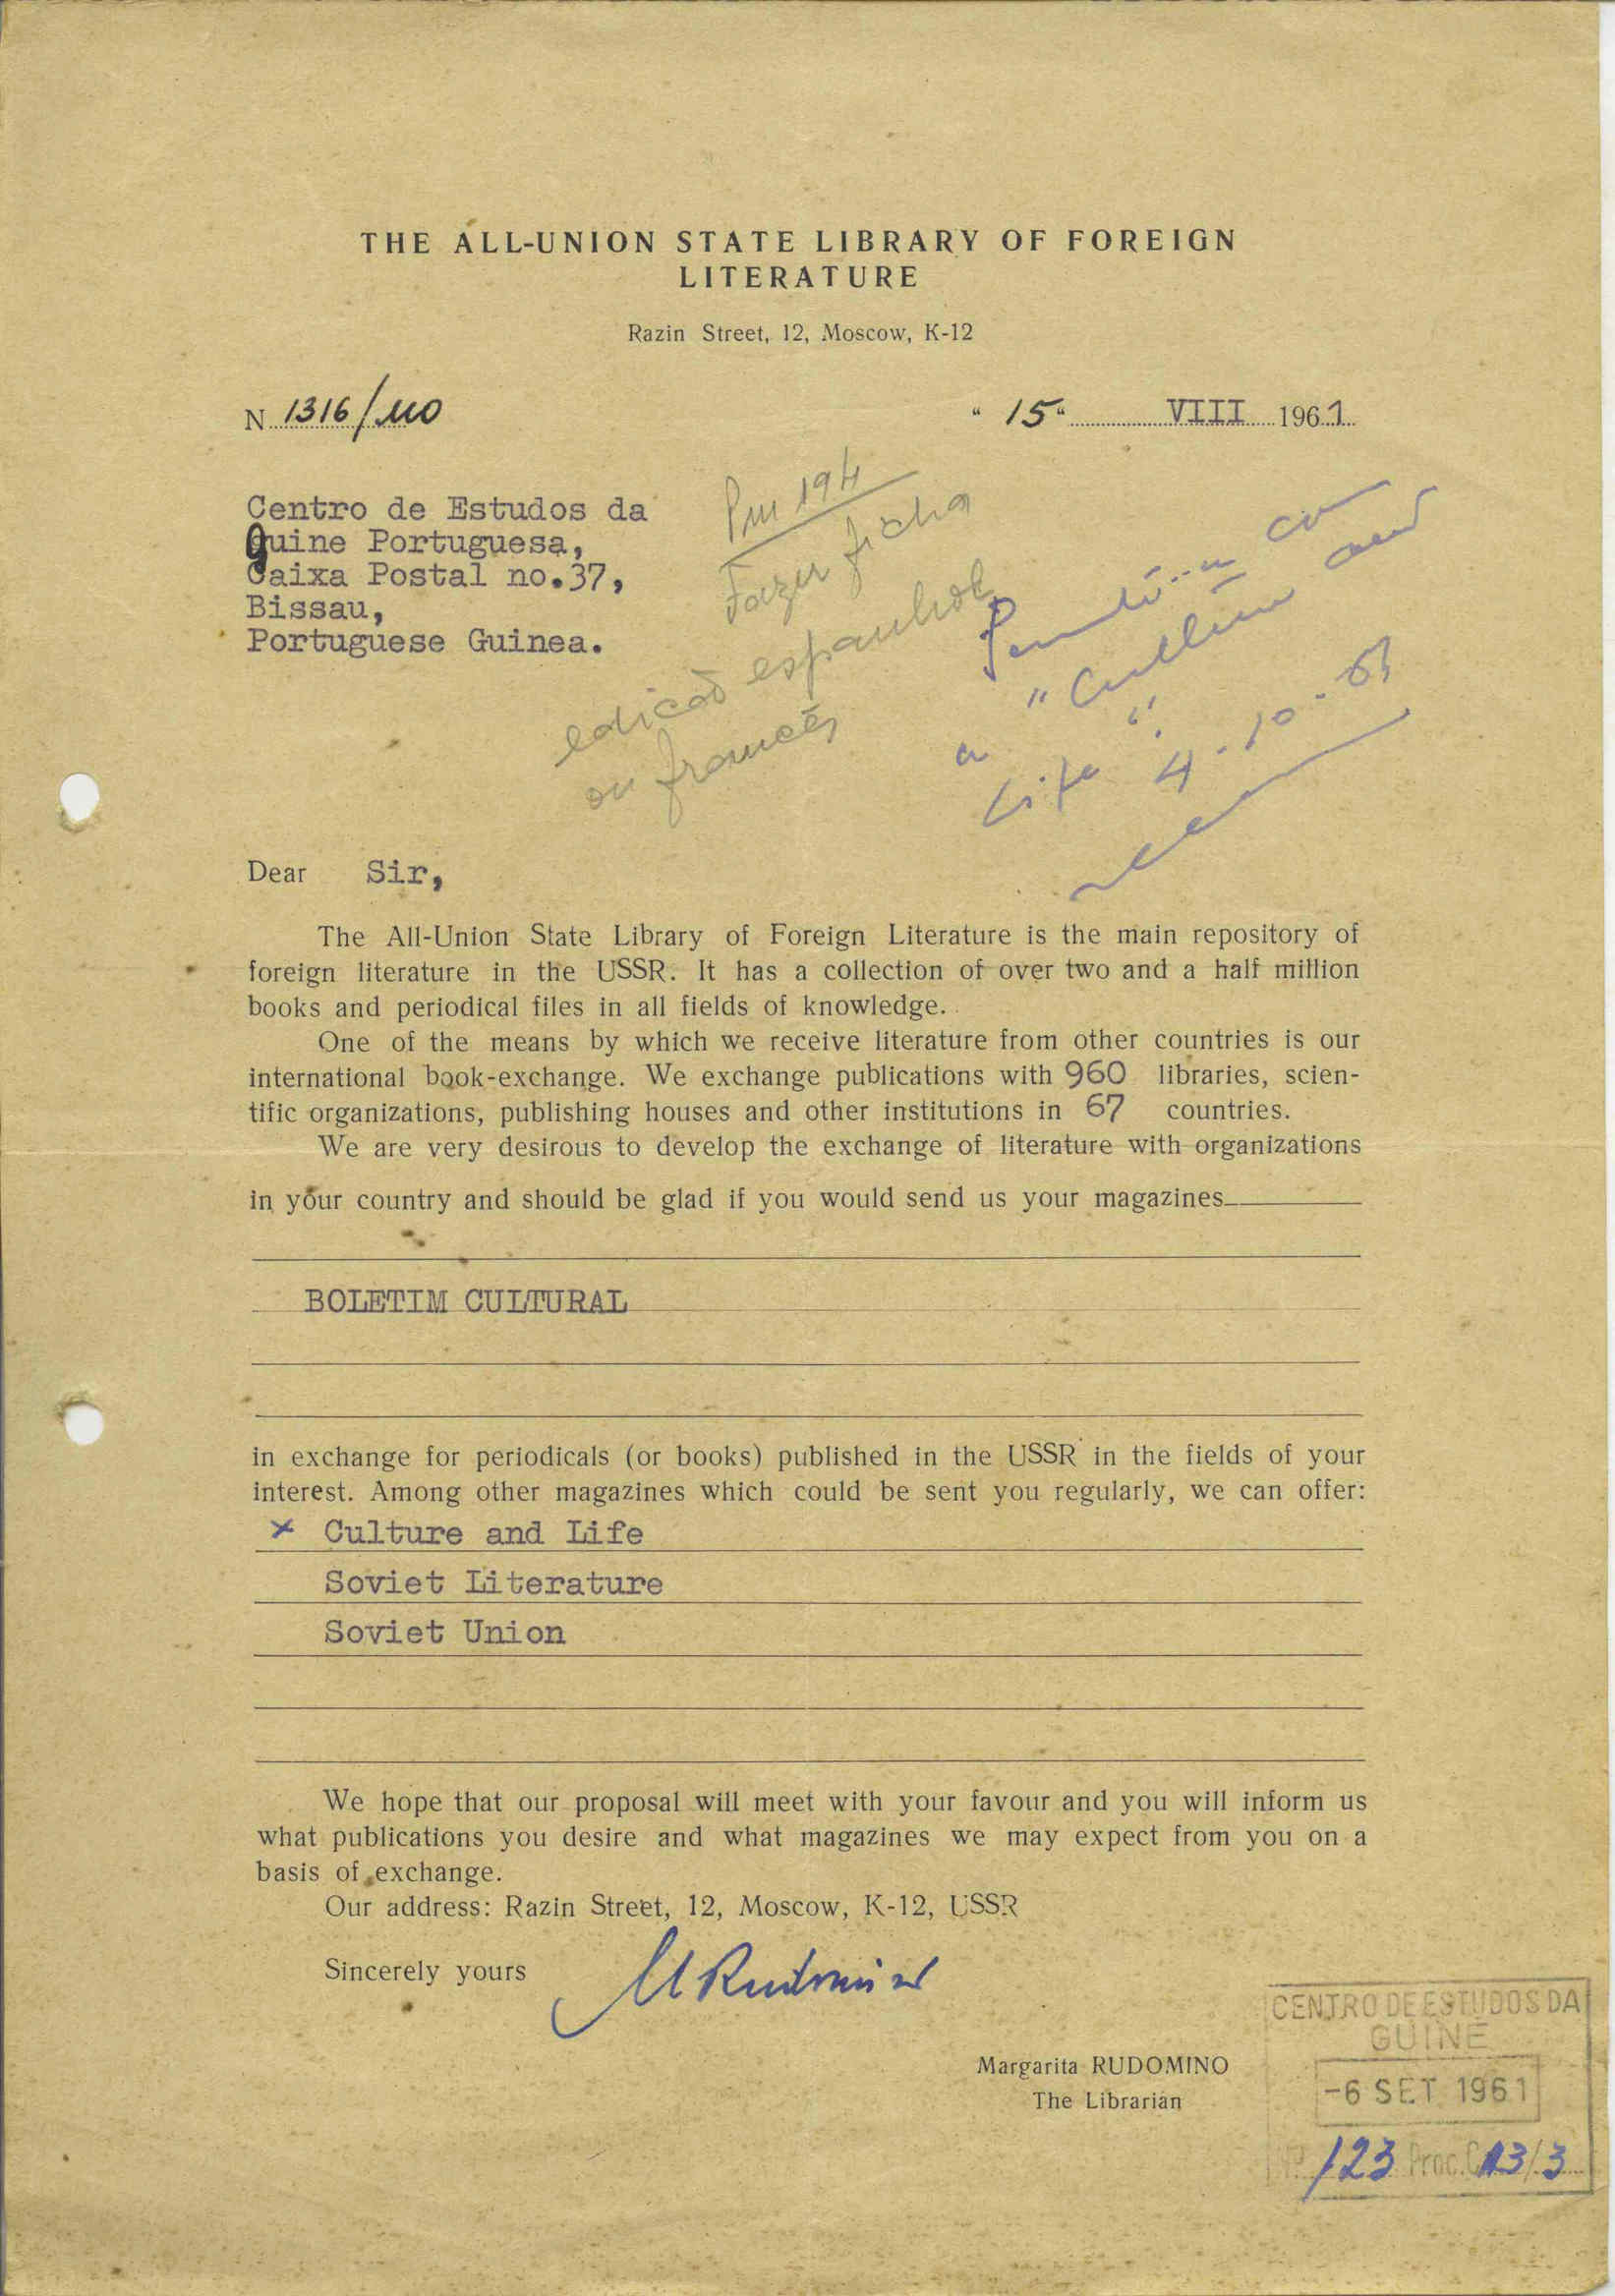 THE ALL-UNION STATE LIBRARY OF FOREIGN
LITERATURE
Razin Street, 12, Moscow, K-12
N 1316/
" 15 " VIII 1961
Centro de Estudos da
Guine Portuguesa,
Caixa Postal no.37,
Bissau,
Portuguese Guinea.
194
Fazer ficha
edicao espanhol
ou francês
"Culture and
Life".
4-10-61
Dear Sir,
The All-Union State Library of Foreign Literature is the main repository of
foreign literature in the USSR. It has a collection of over two and a half million
books and periodical files in all fields of knowledge.
One of the means by which we receive literature from other countries is our
international book-exchange. We exchange publications with 960 libraries, scien-
tific organizations, publishing houses and other institutions in 67 countries.
We are very desirous to develop the exchange of literature with organizations
in your country and should be glad if you would send us your magazines
BOLETIM CULTURAL
in exchange for periodicals (or books) published in the USSR in the fields of your
interest. Among other magazines which could be sent you regularly, we can offer:
x Culture and Life
Soviet Literature
Soviet Union
We hope that our proposal will meet with your favour and you will inform us
what publications you desire and what magazines we may expect from you on a
basis of exchange.
Our address: Razin Street, 12, Moscow, K-12, USSR
Sincerely yours
M Rudomino
Margarita RUDOMINO
The Librarian
CENTRO DE ESTUDOS DA
GUINÉ
-6 SET 1961
Nº 123 Proc. C 13/3